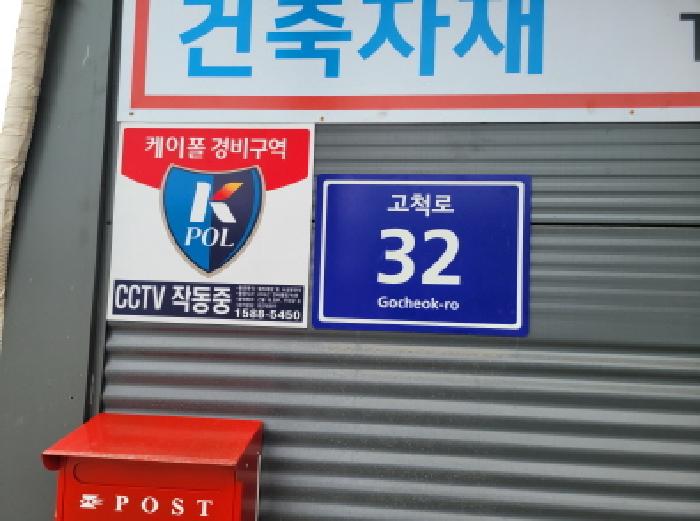 건축자재
케이폴 경비구역
K
POL
CCTV 작동중
1588-5450
고척로
32
Gocheok-ro
POST